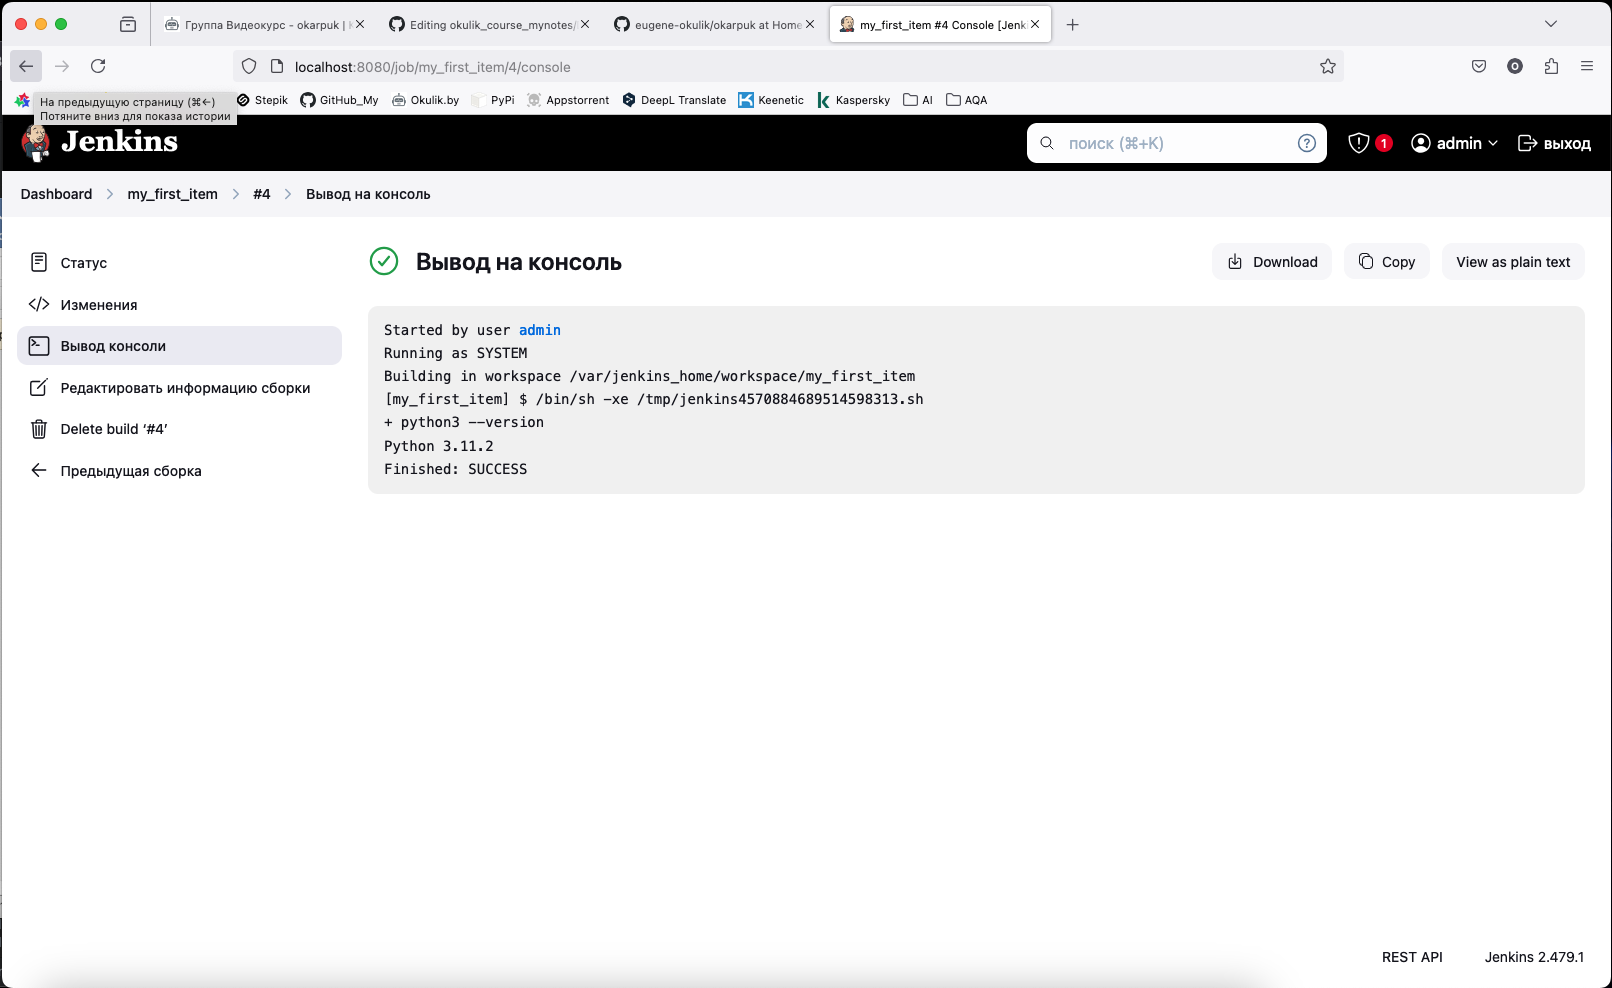 Группа Видеокурс - okarpuk |
Editing okulik_course_mynotes/
eugene-okulik/okarpuk at Home
my_first_item #4 Console [Jenk
localhost:8080/job/my_first_item/4/console
На предыдущую страницу (⌘←)
Потяните вниз для показа истории
Stepik
GitHub_My
Okulik.by
PyPi
Appstorrent
DeepL Translate
Keenetic
Kaspersky
AI
AQA
Jenkins
поиск (⌘+K)
1
admin
выход
Dashboard
my_first_item
#4
Вывод на консоль
Статус
Изменения
Вывод консоли
Редактировать информацию сборки
Delete build ‘#4’
Предыдущая сборка
Вывод на консоль
Download
Copy
View as plain text
Started by user admin
Running as SYSTEM
Building in workspace /var/jenkins_home/workspace/my_first_item
[my_first_item] $ /bin/sh -xe /tmp/jenkins4570884689514598313.sh
+ python3 --version
Python 3.11.2
Finished: SUCCESS
REST API
Jenkins 2.479.1